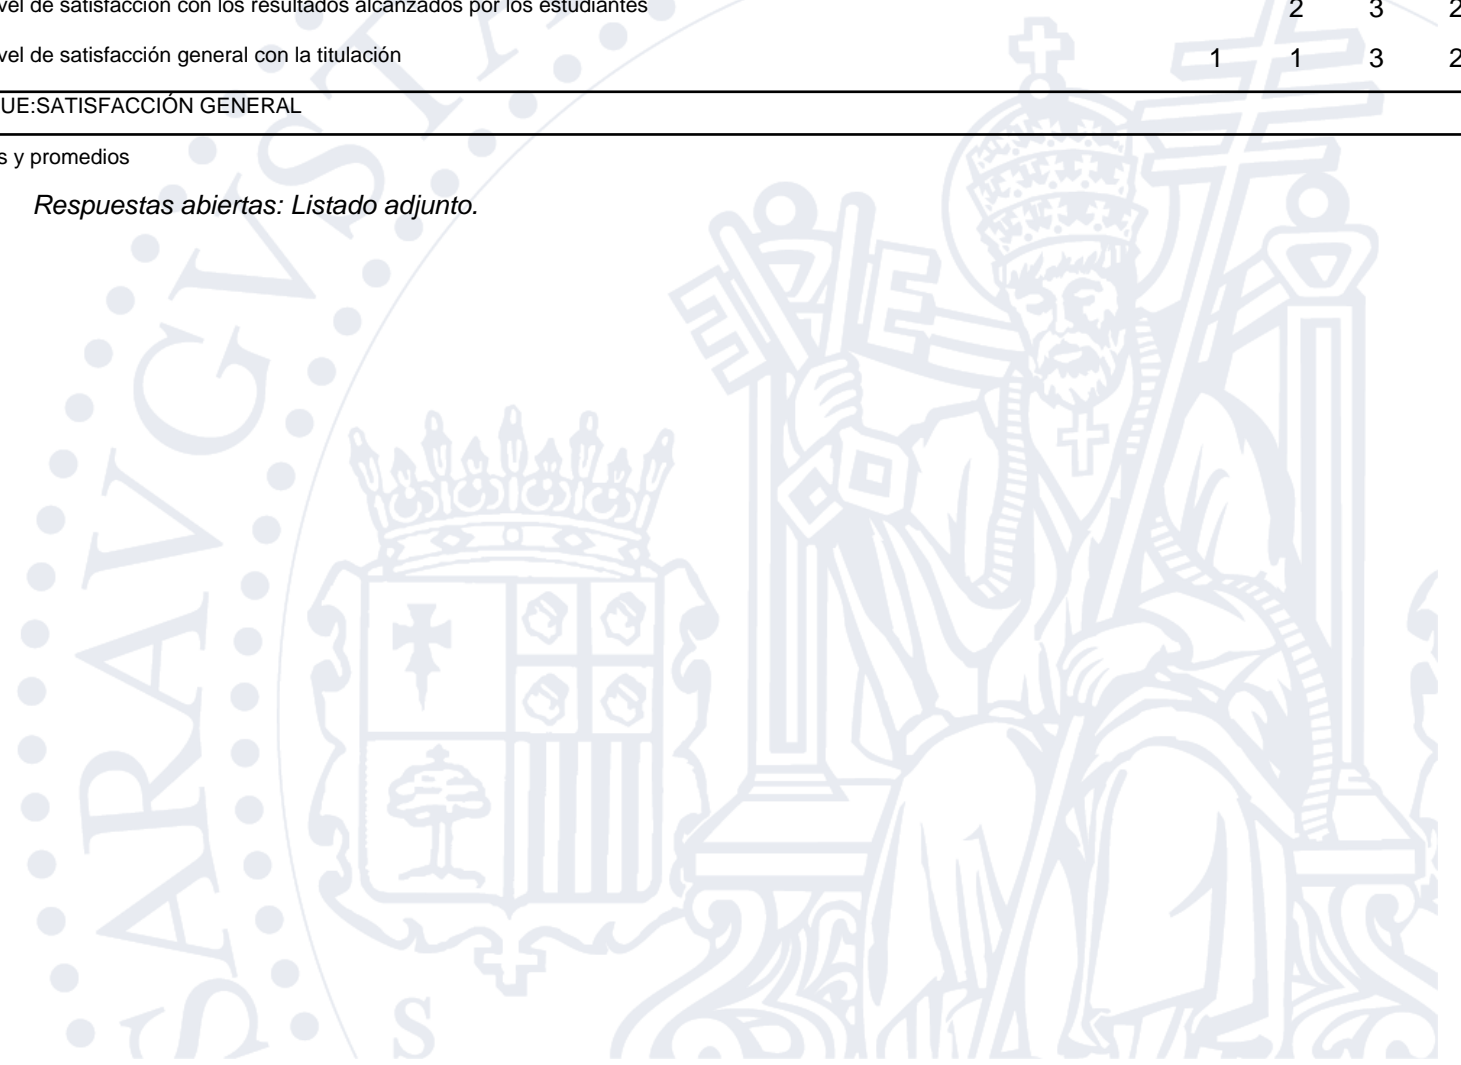 vel de satisfacción con los resultados alcanzados por los estudiantes 2 3 2
vel de satisfacción general con la titulación 1 1 3 2
UE:SATISFACCIÓN GENERAL
s y promedios
Respuestas abiertas: Listado adjunto.
SARAVGVSTA
S